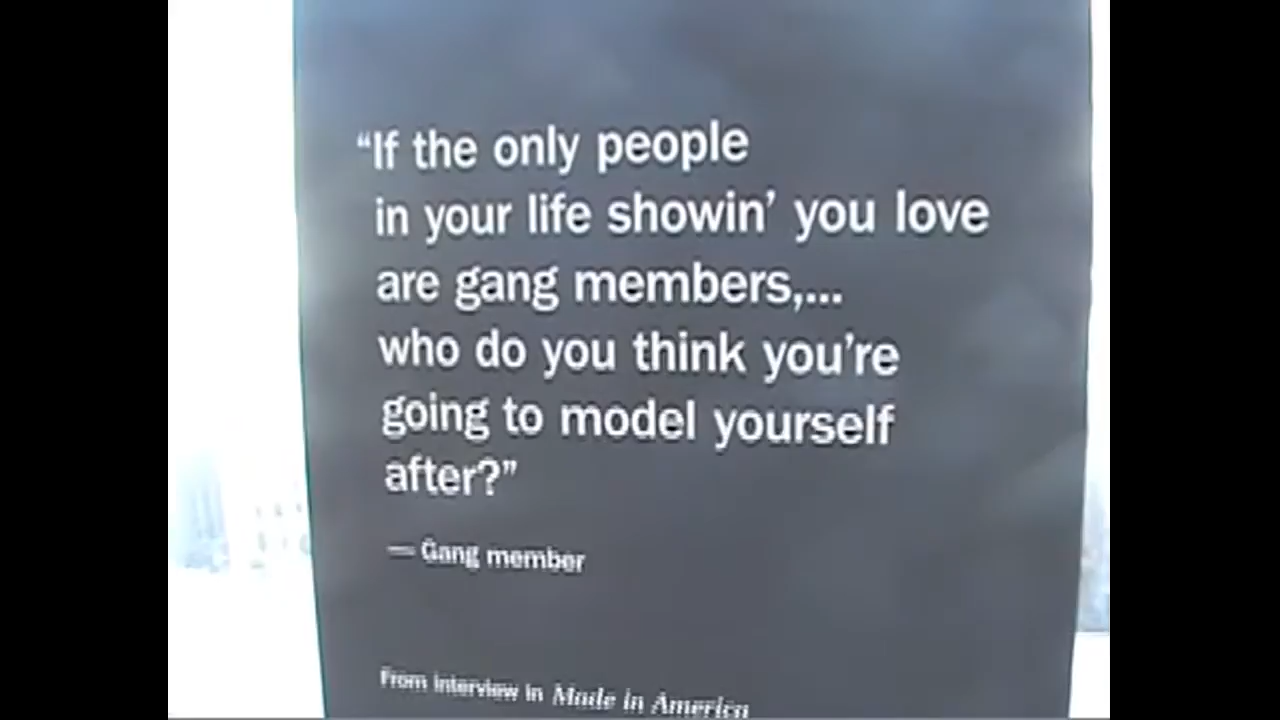 “If the only people
in your life showin’ you love
are gang members,...
who do you think you’re
going to model yourself
after?”
— Gang member
From interview in Made in America